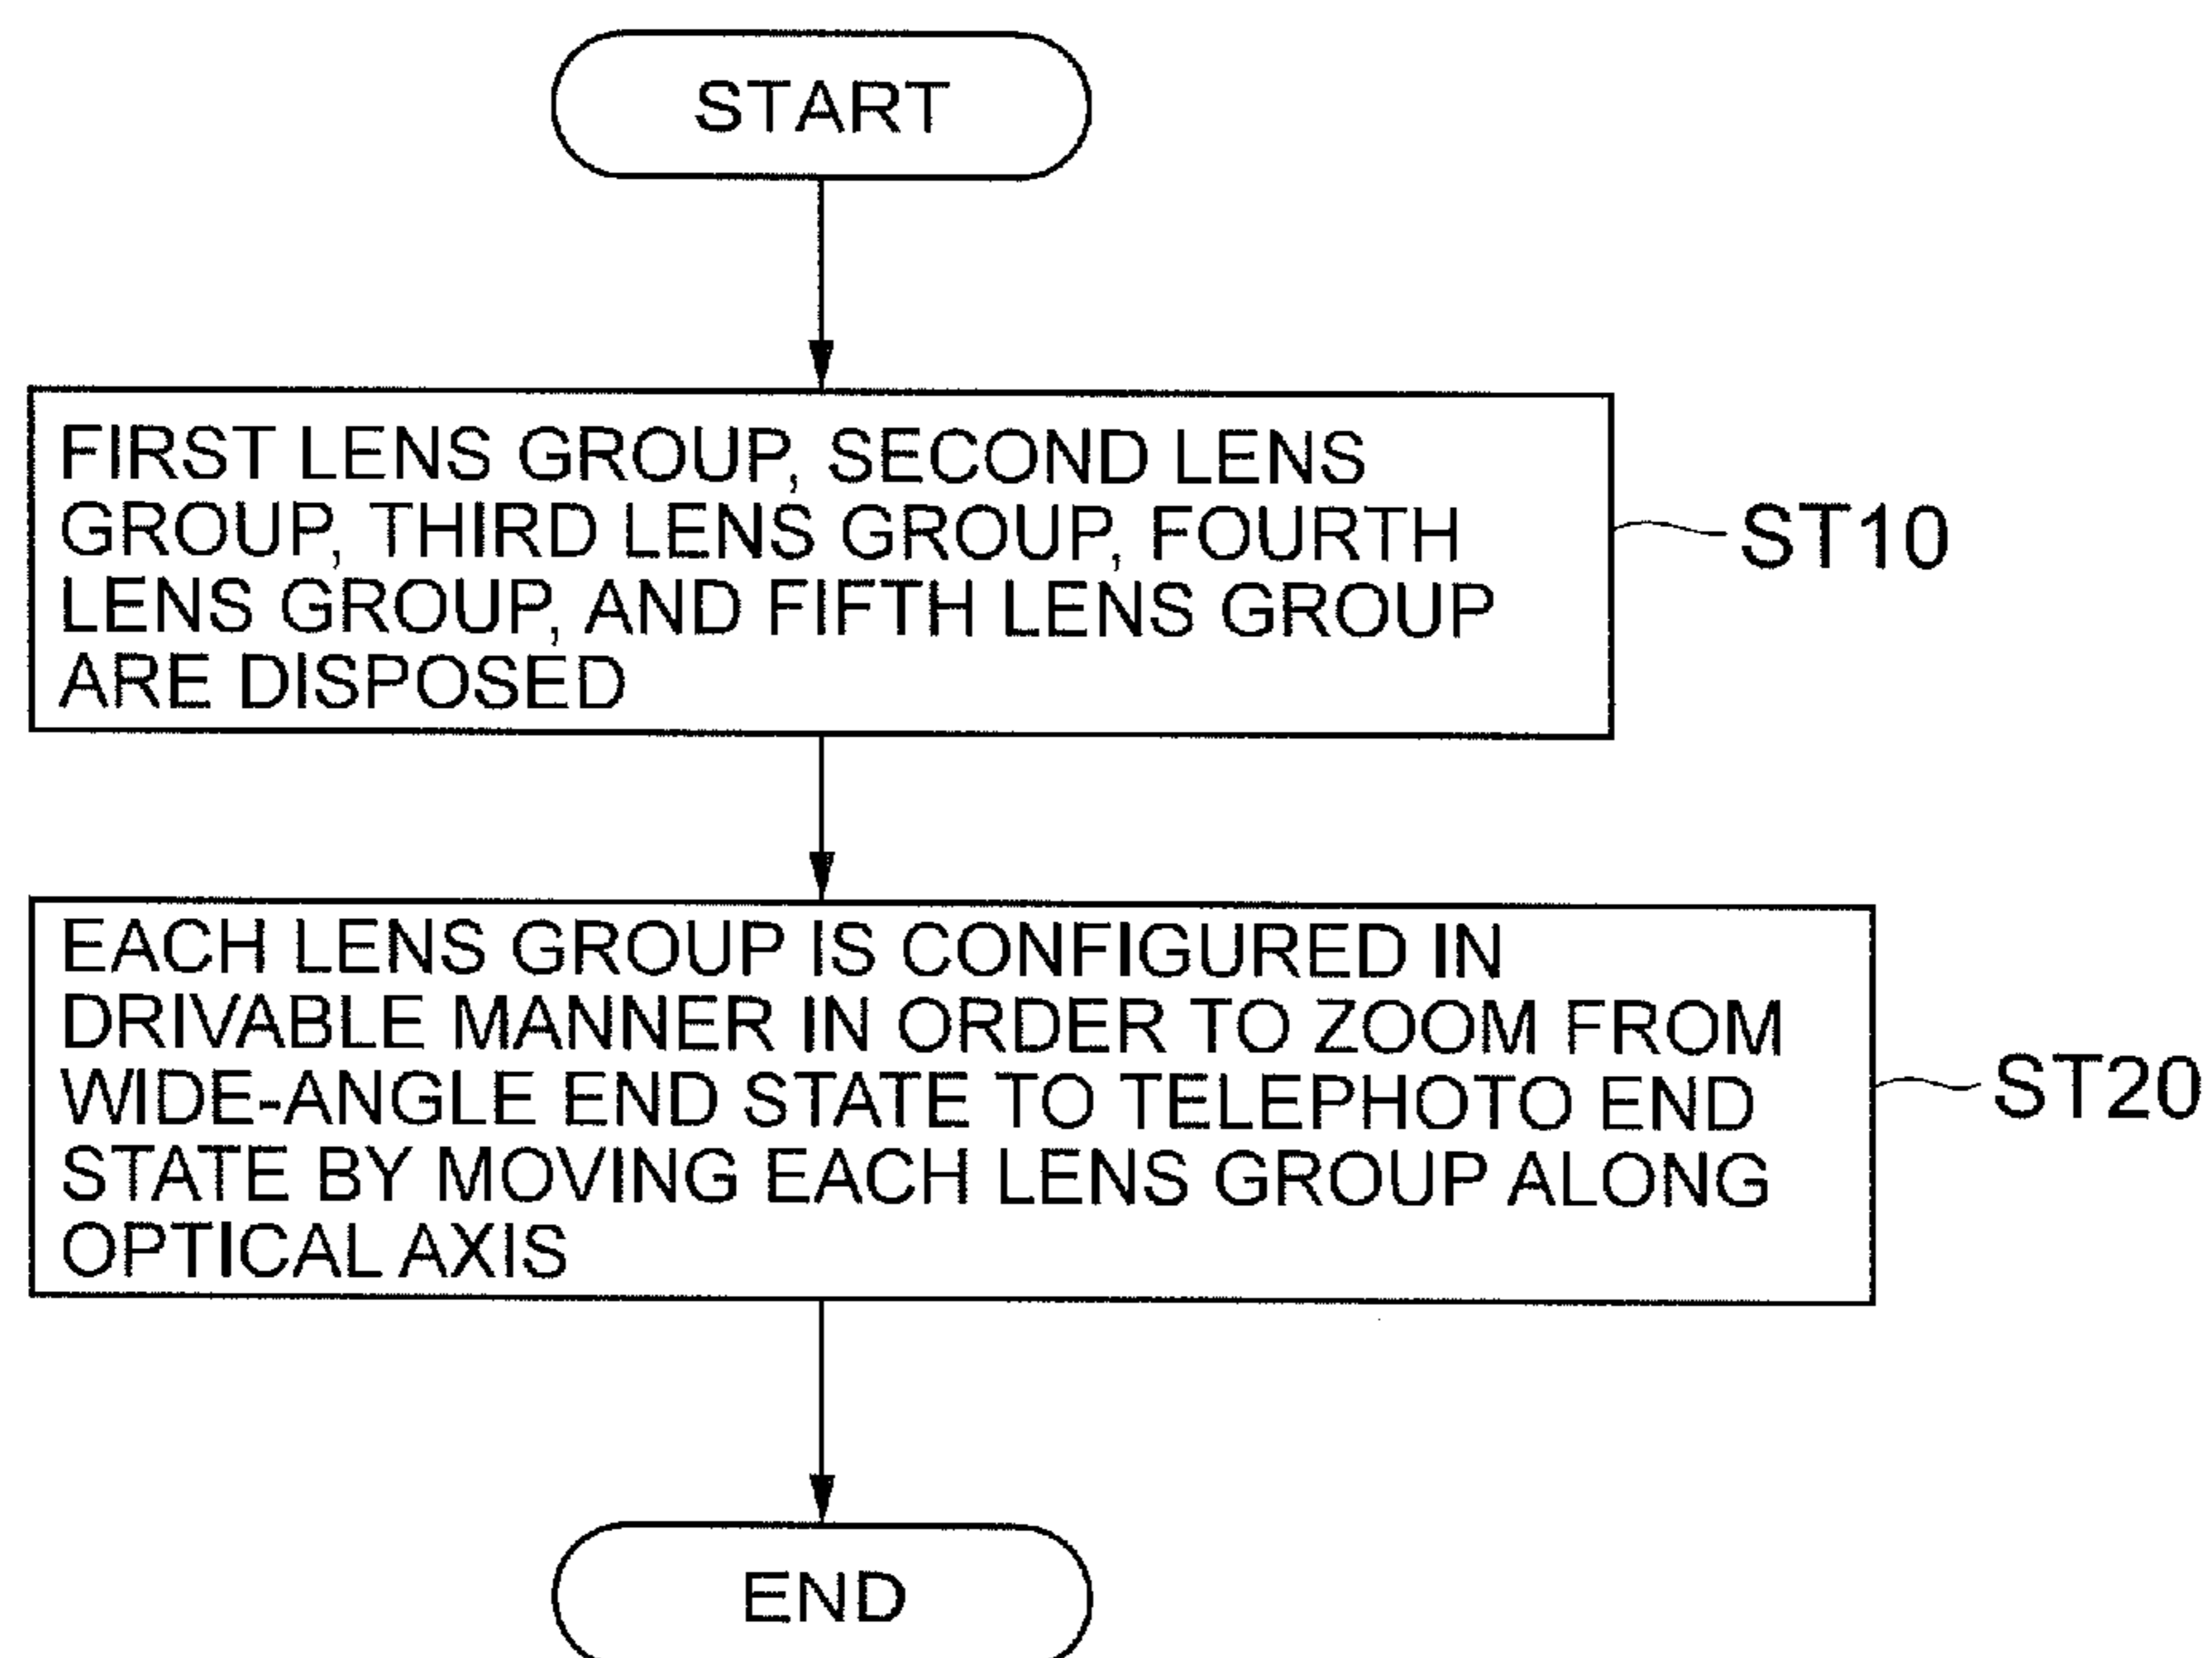 START
FIRST LENS GROUP, SECOND LENS
GROUP, THIRD LENS GROUP, FOURTH
LENS GROUP, AND FIFTH LENS GROUP
ARE DISPOSED
ST10
EACH LENS GROUP IS CONFIGURED IN
DRIVABLE MANNER IN ORDER TO ZOOM FROM
WIDE-ANGLE END STATE TO TELEPHOTO END
STATE BY MOVING EACH LENS GROUP ALONG
OPTICAL AXIS
ST20
END